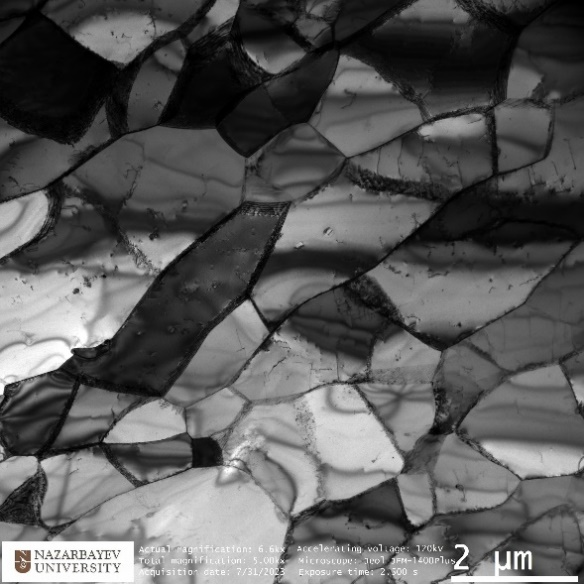 NAZARBAYEV
UNIVERSITY
Actual magnification: 6.6kx Accelerating voltage: 120kV
Total magnification: 5.00kx Microscope: Jeol JEM-1400Plus
Acquisition date: 7/31/2023 Exposure time: 2.500 s
2 µm